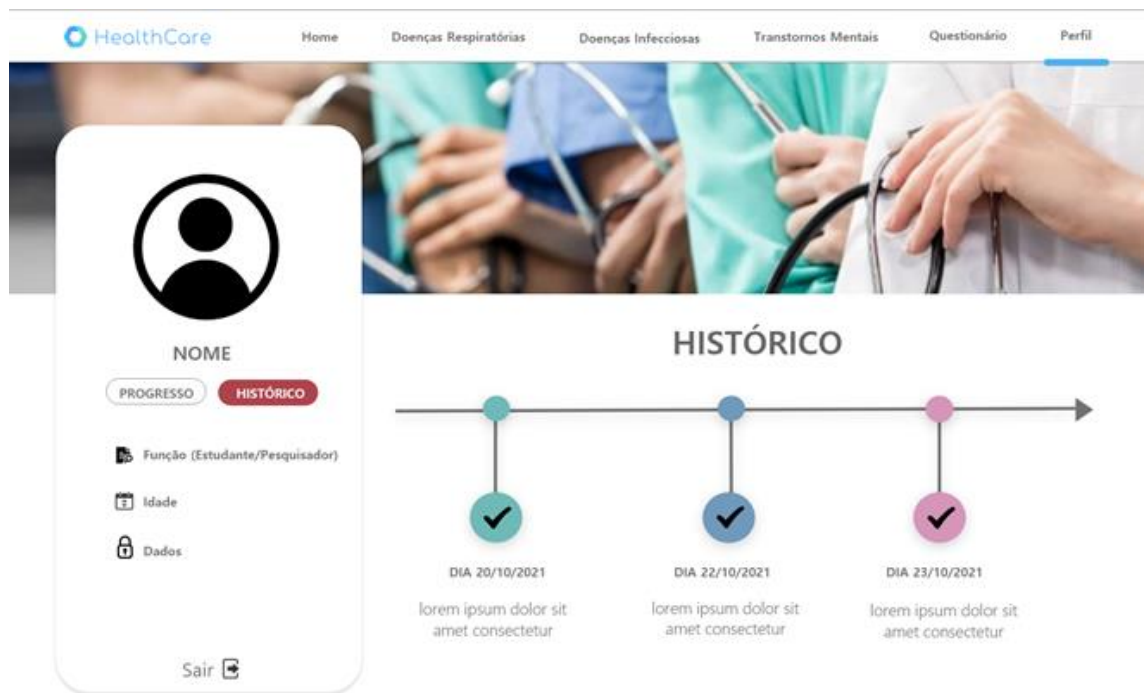 HealthCare
Home
Doenças Respiratórias
Doenças Infecciosas
Transtornos Mentais
Questionário
Perfil
NOME
PROGRESSO
HISTÓRICO
Função (Estudante/Pesquisador)
Idade
Dados
Sair
HISTÓRICO
DIA 20/10/2021
lorem ipsum dolor sit
amet consectetur
DIA 22/10/2021
lorem ipsum dolor sit
amet consectetur
DIA 23/10/2021
lorem ipsum dolor sit
amet consectetur